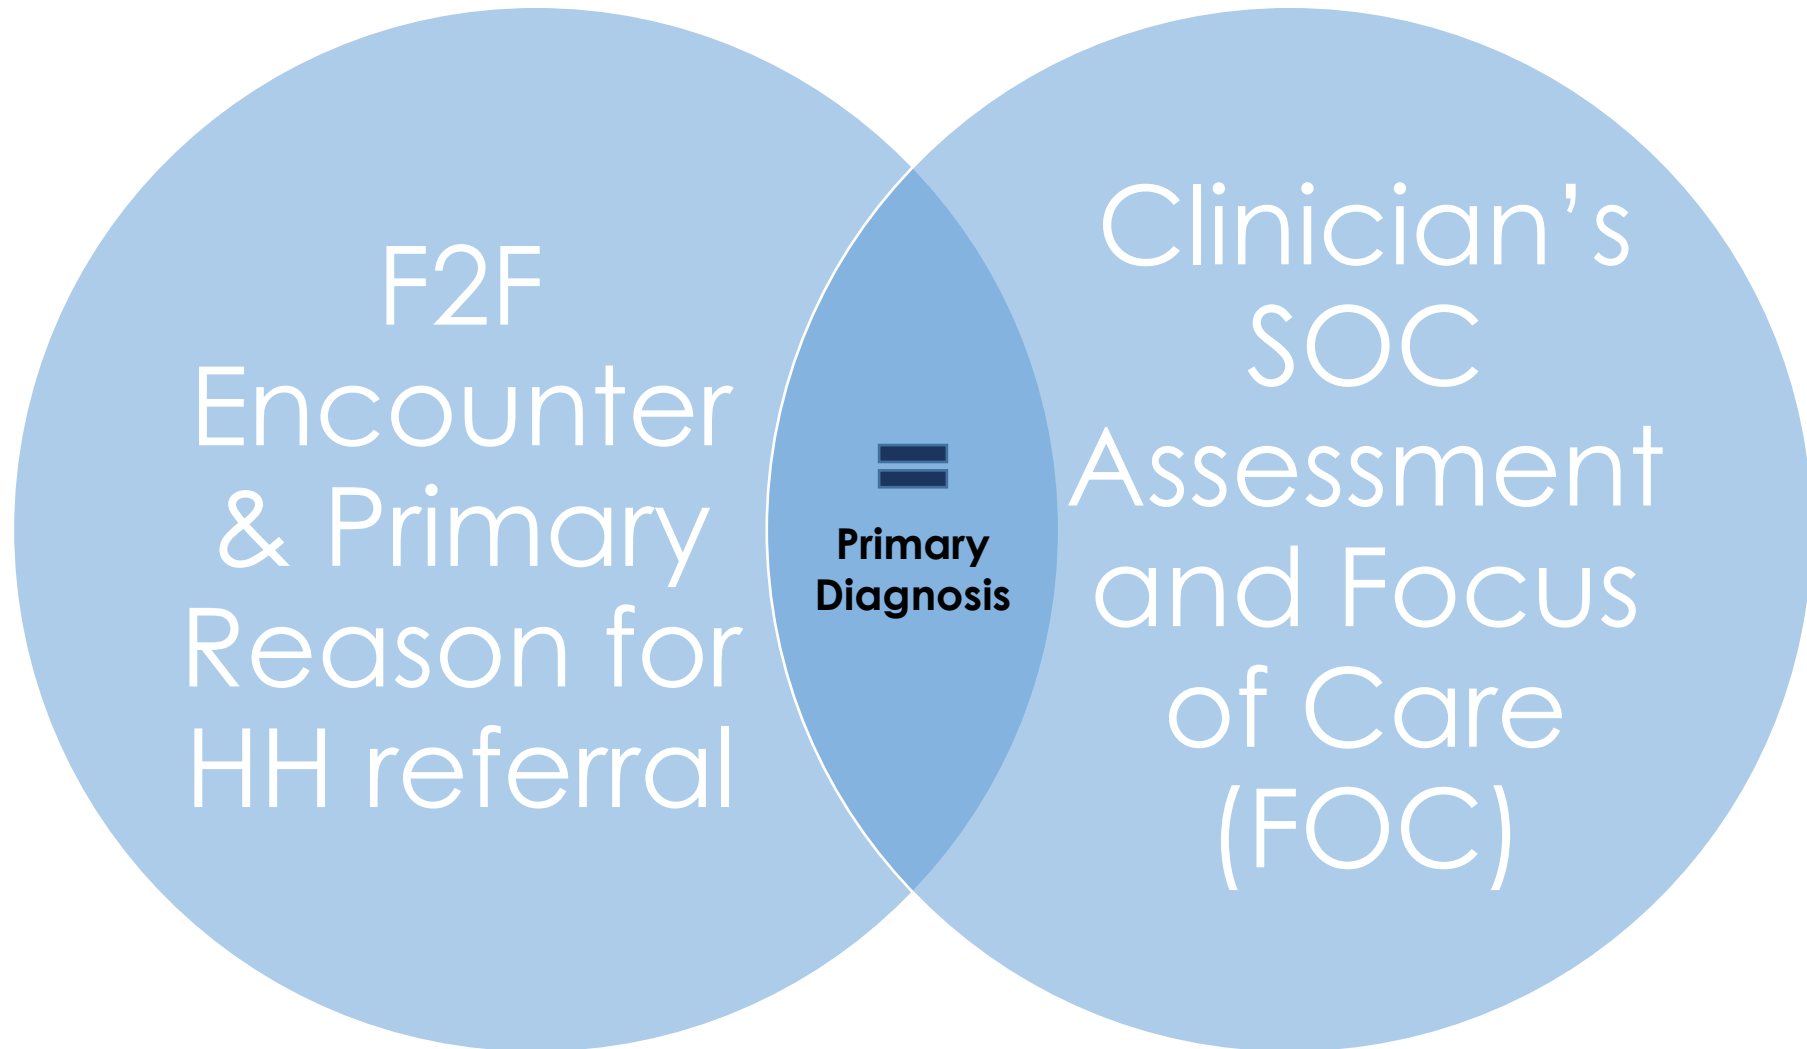 F2F
Encounter
& Primary
Reason for
HH referral
=
Primary
Diagnosis
Clinician’s
SOC
Assessment
and Focus
of Care
(FOC)